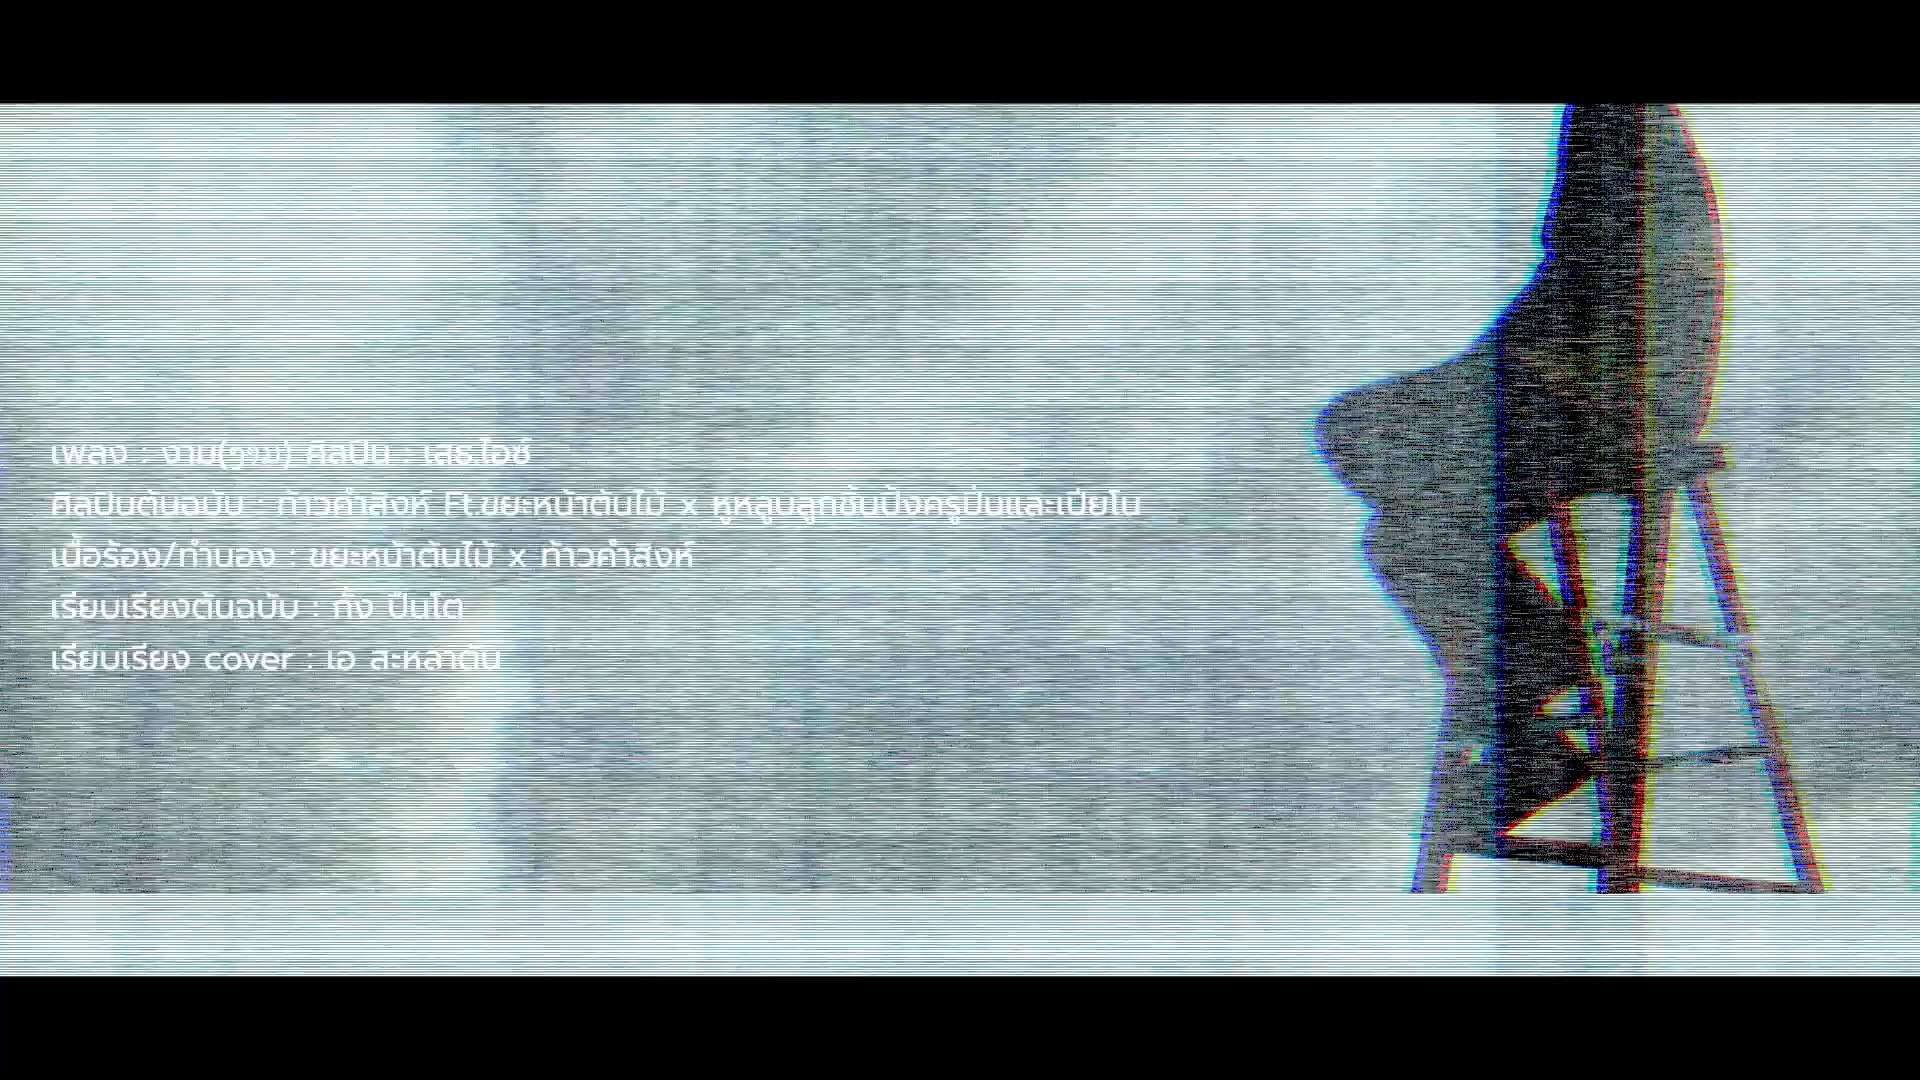 เพลง : งาม(ງາມ) ศิลปิน : เสธ.ไอซ์
ศิลปินต้นฉบับ : ท้าวคำสิงห์ Ft.ขยะหน้าต้นไม้ x หูหลูบลูกชิ้นปิ้งครูปิ่นและเปียโน
เนื้อร้อง/ทำนอง : ขยะหน้าต้นไม้ x ท้าวคำสิงห์
เรียบเรียงต้นฉบับ : กั้ง ปืนโต
เรียบเรียง cover : เอ สะหลาตัน